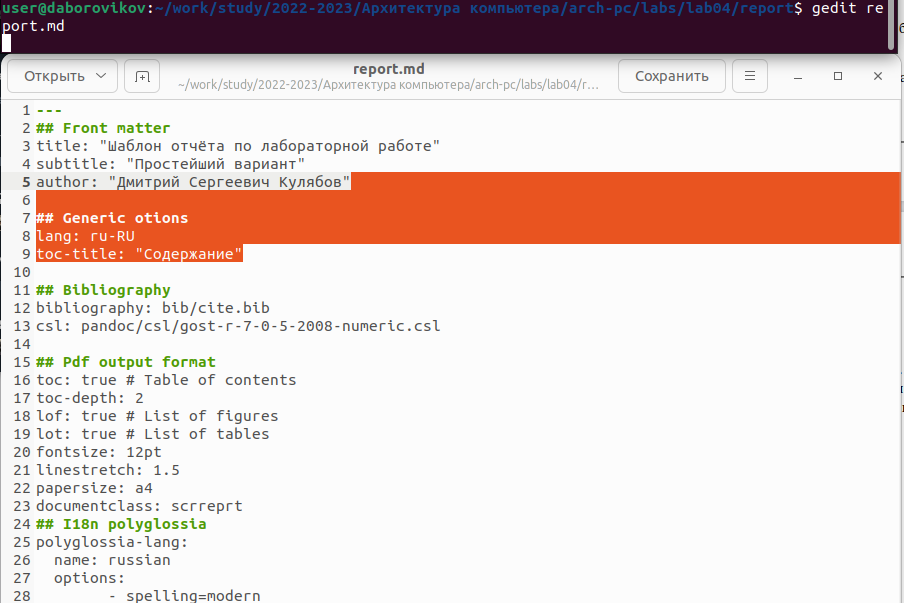 user@daborovikov:~/work/study/2022-2023/Архитектура компьютера/arch-pc/labs/lab04/report$ gedit re
port.md
Открыть
report.md
~/work/study/2022-2023/Архитектура компьютера/arch-pc/labs/lab04/r…
Сохранить
1 ---
2 ## Front matter
3 title: "Шаблон отчёта по лабораторной работе"
4 subtitle: "Простейший вариант"
5 author: "Дмитрий Сергеевич Кулябов"
6
7 ## Generic otions
8 lang: ru-RU
9 toc-title: "Содержание"
10
11 ## Bibliography
12 bibliography: bib/cite.bib
13 csl: pandoc/csl/gost-r-7-0-5-2008-numeric.csl
14
15 ## Pdf output format
16 toc: true # Table of contents
17 toc-depth: 2
18 lof: true # List of figures
19 lot: true # List of tables
20 fontsize: 12pt
21 linestretch: 1.5
22 papersize: a4
23 documentclass: scrreprt
24 ## I18n polyglossia
25 polyglossia-lang:
26   name: russian
27   options:
28         - spelling=modern